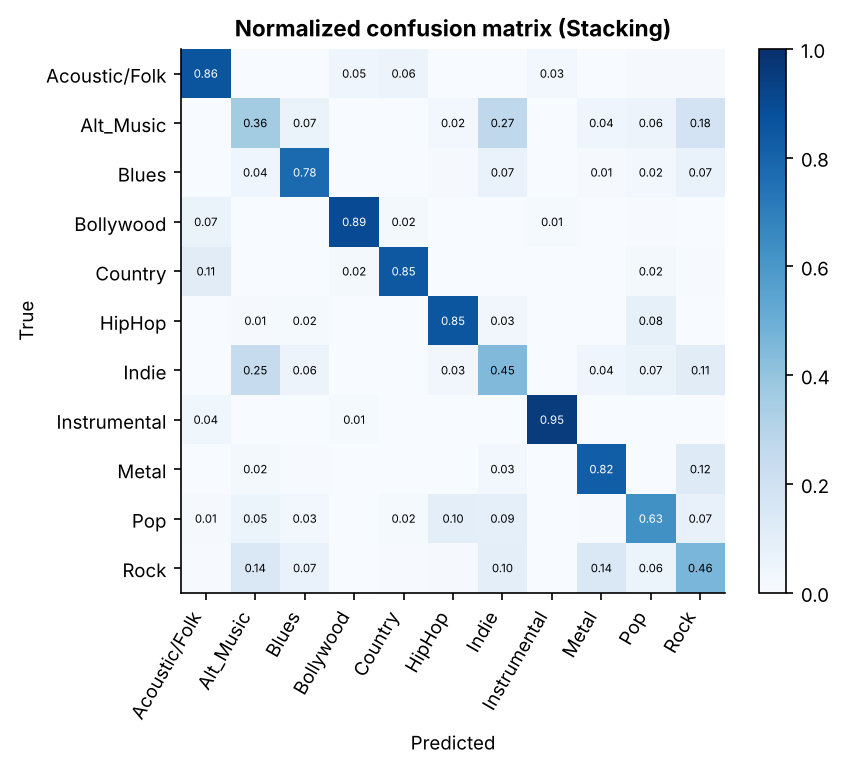 Normalized confusion matrix (Stacking)
1.0
Acoustic/Folk 0.86 0.05 0.06 0.03
Alt_Music 0.36 0.07 0.02 0.27 0.04 0.06 0.18
0.8
Blues 0.04 0.78 0.07 0.01 0.02 0.07
Bollywood 0.07 0.89 0.02 0.01
0.6
Country 0.11 0.02 0.85 0.02
True
HipHop 0.01 0.02 0.85 0.03 0.08
Indie 0.25 0.06 0.03 0.45 0.04 0.07 0.11
0.4
Instrumental 0.04 0.01 0.95
Metal 0.02 0.03 0.82 0.12
0.2
Pop 0.01 0.05 0.03 0.02 0.10 0.09 0.63 0.07
Rock 0.14 0.07 0.10 0.14 0.06 0.46
0.0
Acoustic/Folk
Alt_Music
Blues
Bollywood
Country
HipHop
Indie
Instrumental
Metal
Pop
Rock
Predicted